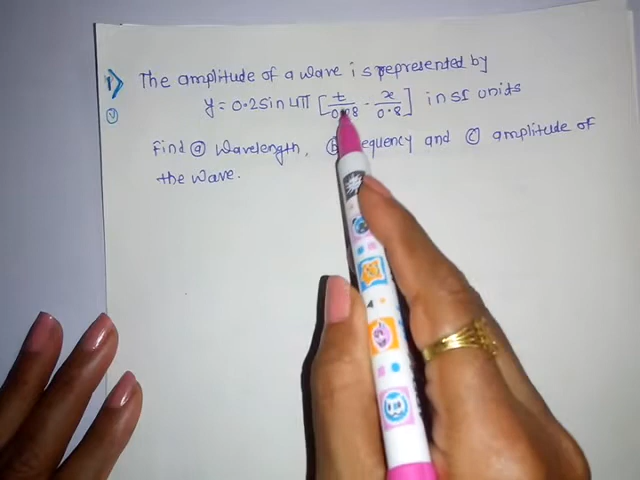 1) The amplitude of a wave is represented by
y = 0.2 sin 4π [ t/0.08 - x/0.8 ] in SI units
Find ⓐ Wavelength, ⓑ equency and ⓒ amplitude of
the wave.